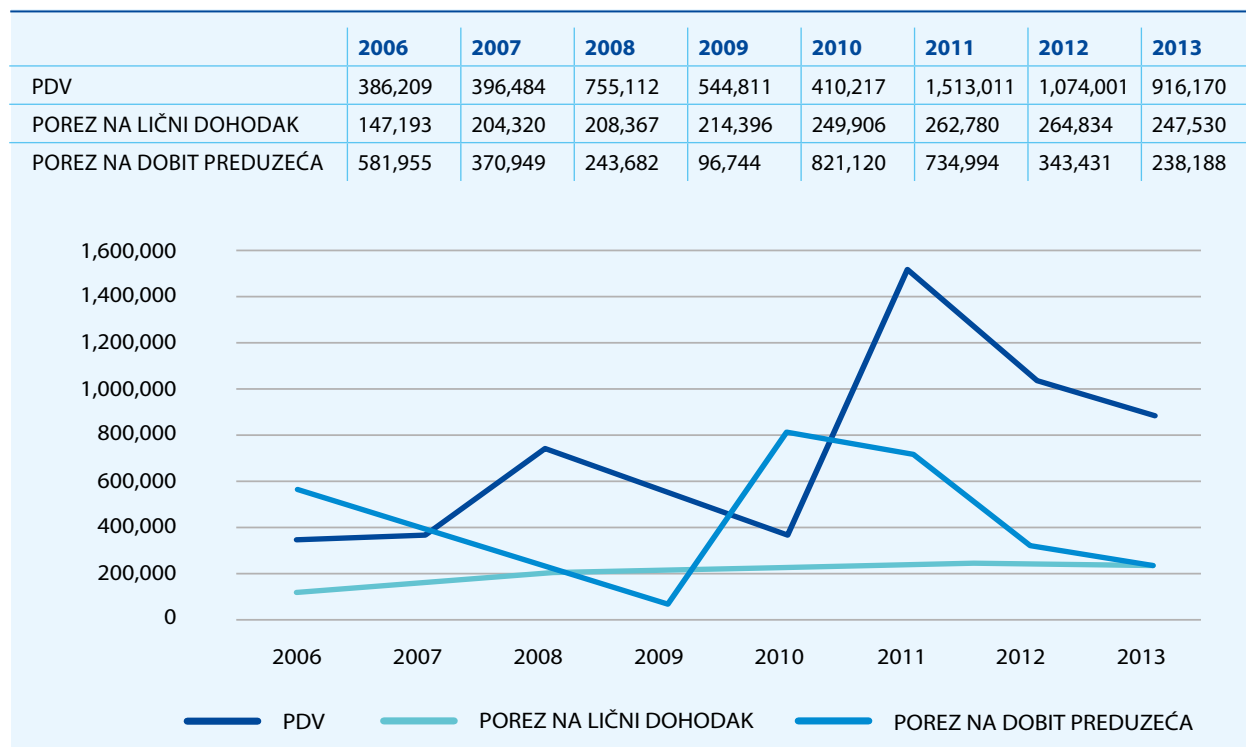 2006 2007 2008 2009 2010 2011 2012 2013
PDV 386,209 396,484 755,112 544,811 410,217 1,513,011 1,074,001 916,170
POREZ NA LIČNI DOHODAK 147,193 204,320 208,367 214,396 249,906 262,780 264,834 247,530
POREZ NA DOBIT PREDUZEĆA 581,955 370,949 243,682 96,744 821,120 734,994 343,431 238,188
1,600,000
1,400,000
1,200,000
1,000,000
800,000
600,000
400,000
200,000
0
2006 2007 2008 2009 2010 2011 2012 2013
PDV POREZ NA LIČNI DOHODAK POREZ NA DOBIT PREDUZEĆA